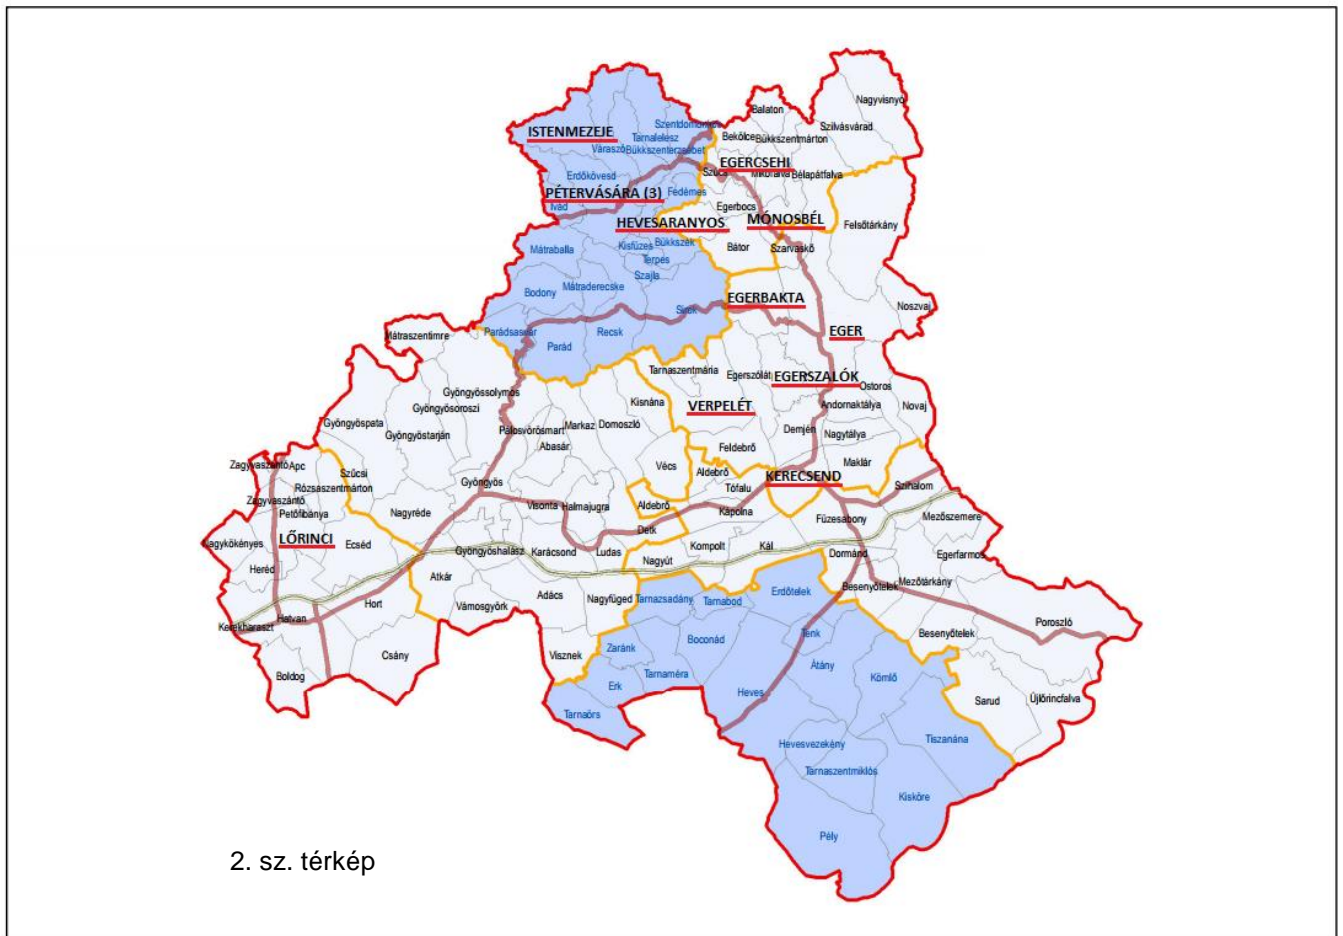 Nagyvisnyó
Balaton
Szilvásvárad
Szentdomonkos
ISTENMEZEJE
Tarnalelesz
Bekölce
Bükkszentmárton
Váraszó
Bükkszenterzsébet
EGERCSEHI
Szúcs
Mikófalva
Bélapátfalva
Erdőkövesd
PÉTERVÁSÁRA (3)
Fedémes
Ivád
Egerbocs
HEVESARANYOS
MÓNOSBÉL
Felsőtárkány
Mátraballa
Kisfüzes
Bükkszék
Bátor
Szarvaskő
Terpes
Szajla
Bodony
Mátraderecske
EGERBAKTA
Noszvaj
Sirok
Mátraszentimre
Parádsasvár
Recsk
EGER
Parád
Tarnaszentmária
Egerszólát
EGERSZALÓK
Ostoros
Gyöngyössolymos
Gyöngyösoroszi
Kisnána
VERPELÉT
Andornaktálya
Novaj
Gyöngyöspata
Gyöngyöstarján
Pálosvörösmart
Markaz
Domoszló
Abasár
Demjén
Nagytálya
Feldebrő
Zagyvaszántó
Apc
Szűcsi
Vécs
Aldebrő
Maklár
Rózsaszentmárton
Gyöngyös
KERECSEND
Szihalom
Zagyvaszántó
Petőfibánya
Nagyréde
Visonta
Halmajugra
Aldebrő
Tófalu
Kápolna
Füzesabony
Mezőszemere
Nagykökényes
LŐRINCI
Ecséd
Detk
Gyöngyöshalász
Karácsond
Ludas
Nagyút
Kompolt
Kál
Dormánd
Egerfarmos
Heréd
Atkár
Besenyőtelek
Mezőtárkány
Hort
Vámosgyörk
Adács
Nagyfüged
Tarnazsadány
Tarnabod
Erdőtelek
Hatvan
Kerekharaszt
Poroszló
Boconád
Tenk
Besenyőtelek
Csány
Visznek
Zaránk
Átány
Boldog
Tarnaméra
Kömlő
Erk
Heves
Sarud
Újlőrincfalva
Tarnaörs
Hevesvezekény
Tiszanána
Tarnaszentmiklós
Kisköre
Pély
2. sz. térkép